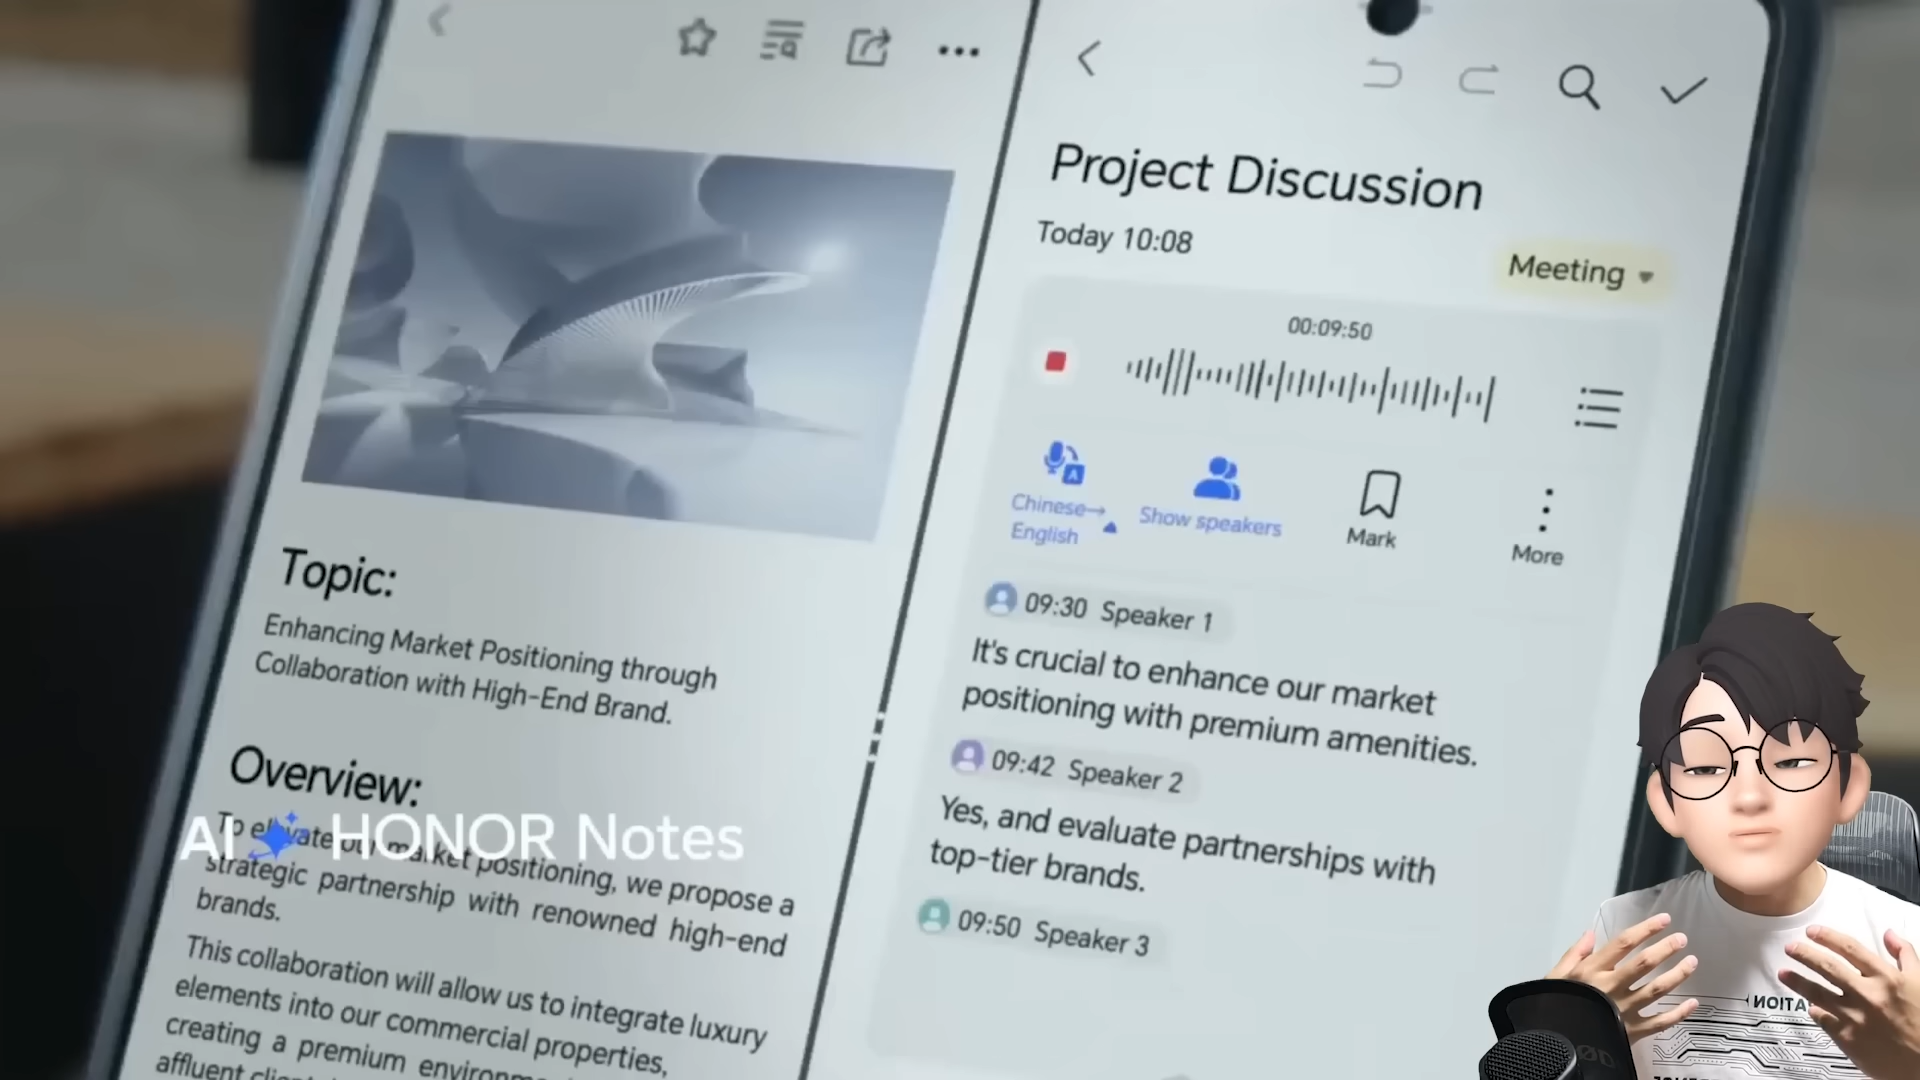 Topic:
Enhancing Market Positioning through
Collaboration with High-End Brand.
Overview:
To elevate our market positioning, we propose a
strategic partnership with renowned high-end
brands.
This collaboration will allow us to integrate luxury
elements into our commercial properties,
creating a premium
affluent
AI HONOR Notes
Project Discussion
Today 10:08
Meeting
00:09:50
Chinese→
English
Show speakers
Mark
More
09:30 Speaker 1
It's crucial to enhance our market
positioning with premium amenities.
09:42 Speaker 2
Yes, and evaluate partnerships with
top-tier brands.
09:50 Speaker 3